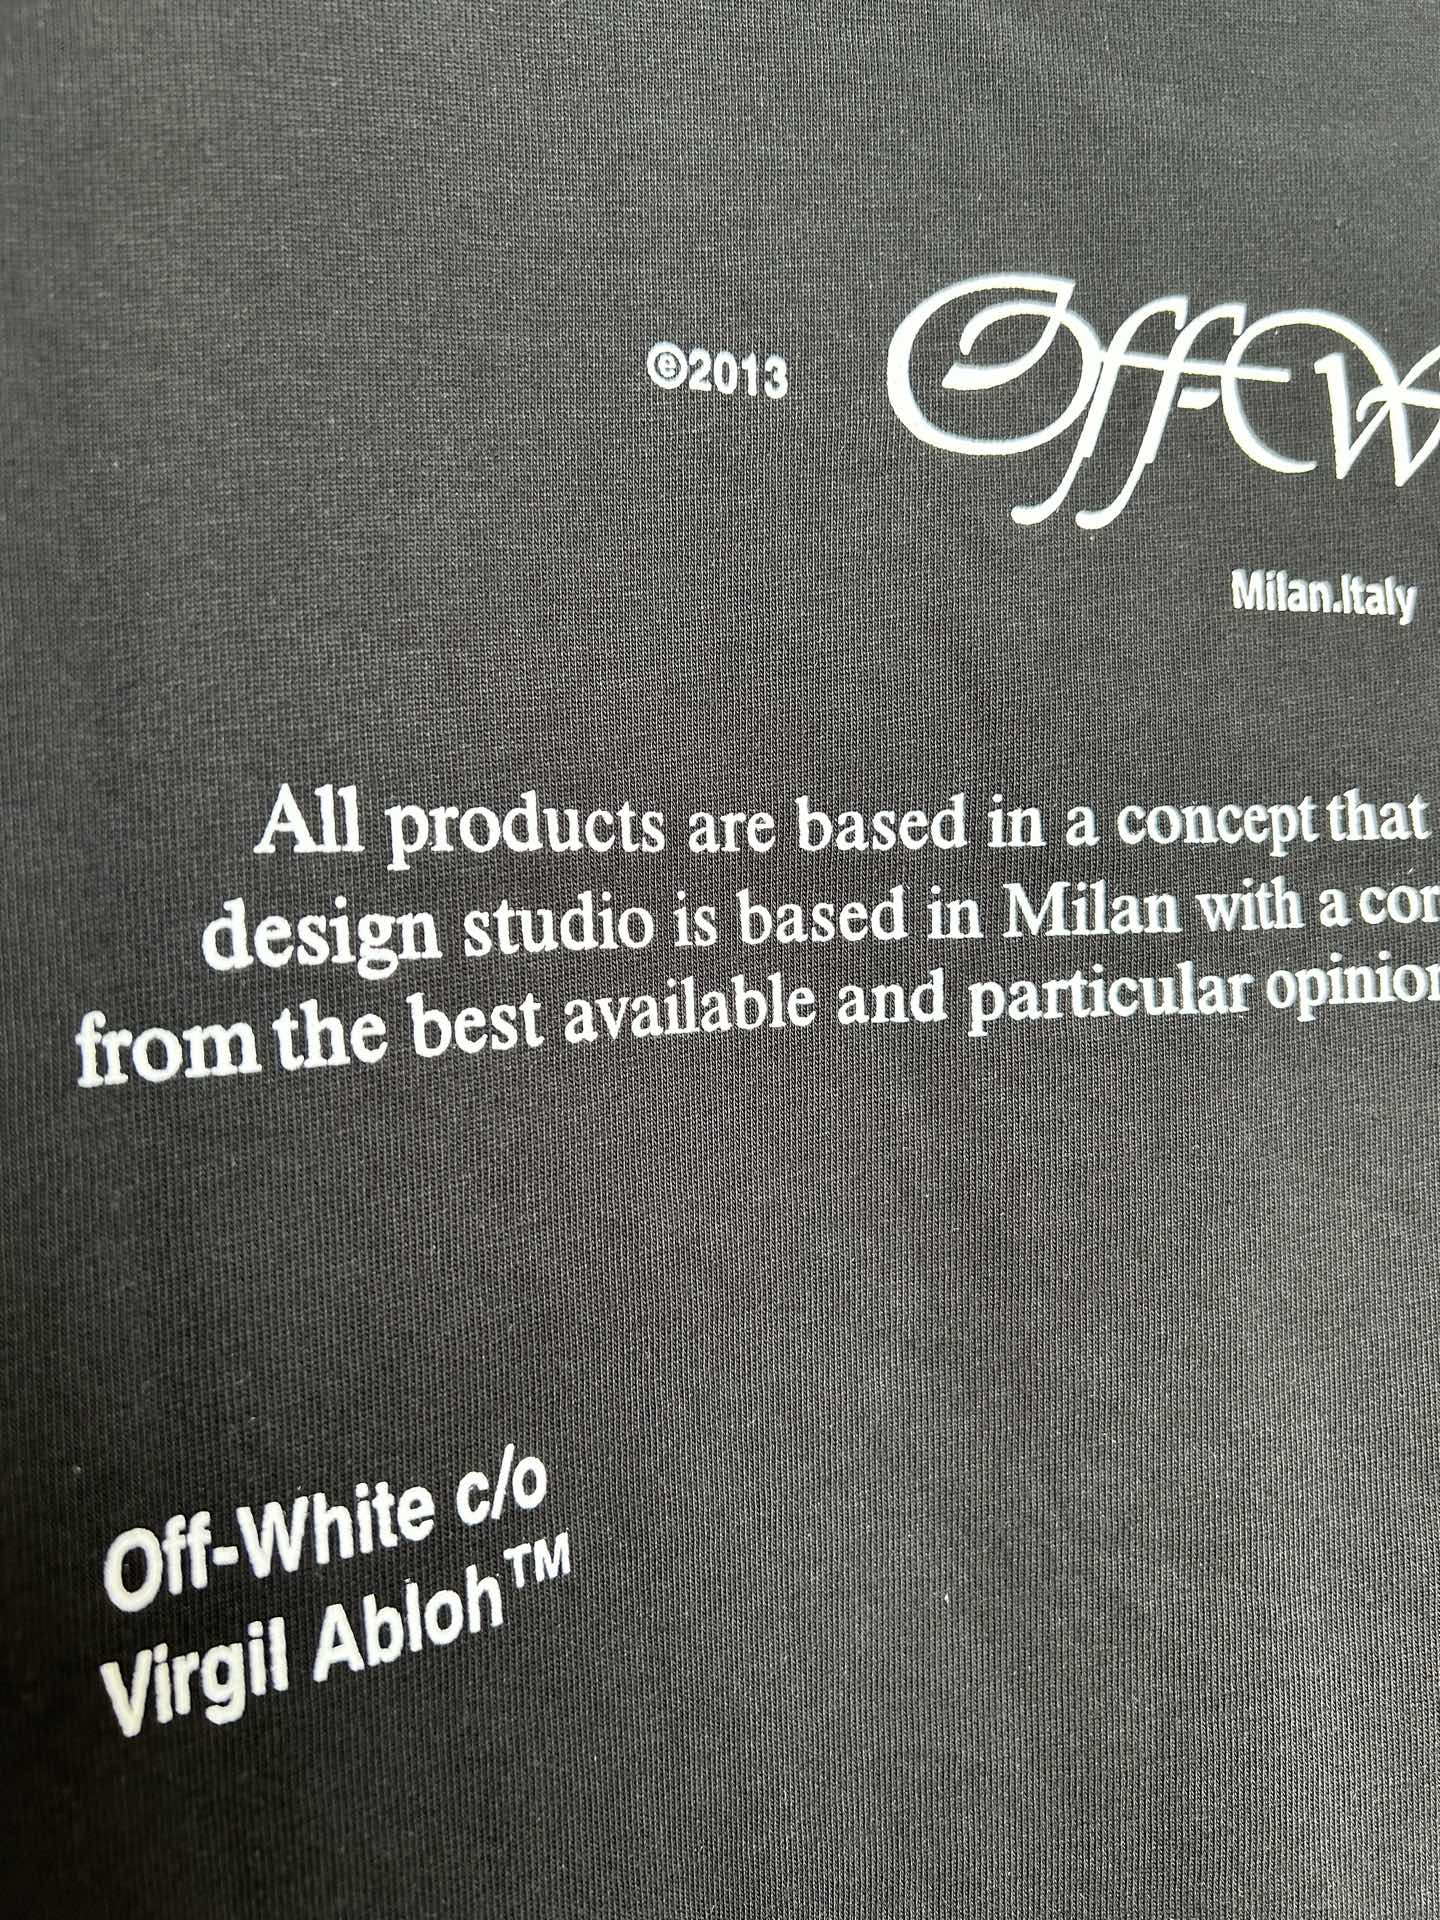 ©2013
Off-W
Milan.Italy
All products are based in a concept that
design studio is based in Milan with a
from the best available and particular
Off-White c/o
Virgil Abloh™